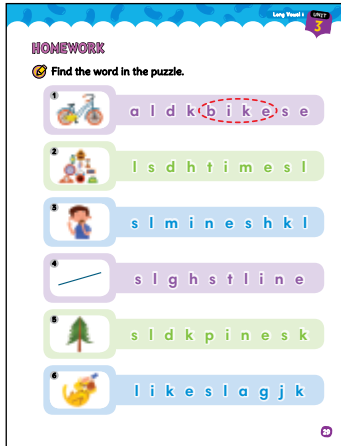 Long Vowel i
UNIT
3
HOMEWORK
Find the word in the puzzle.
1
a l d k b i k e s e
2
l s d h t i m e s l
3
s l m i n e s h k l
4
s l g h s t l i n e
5
s l d k p i n e s k
6
l i k e s l a g j k
29